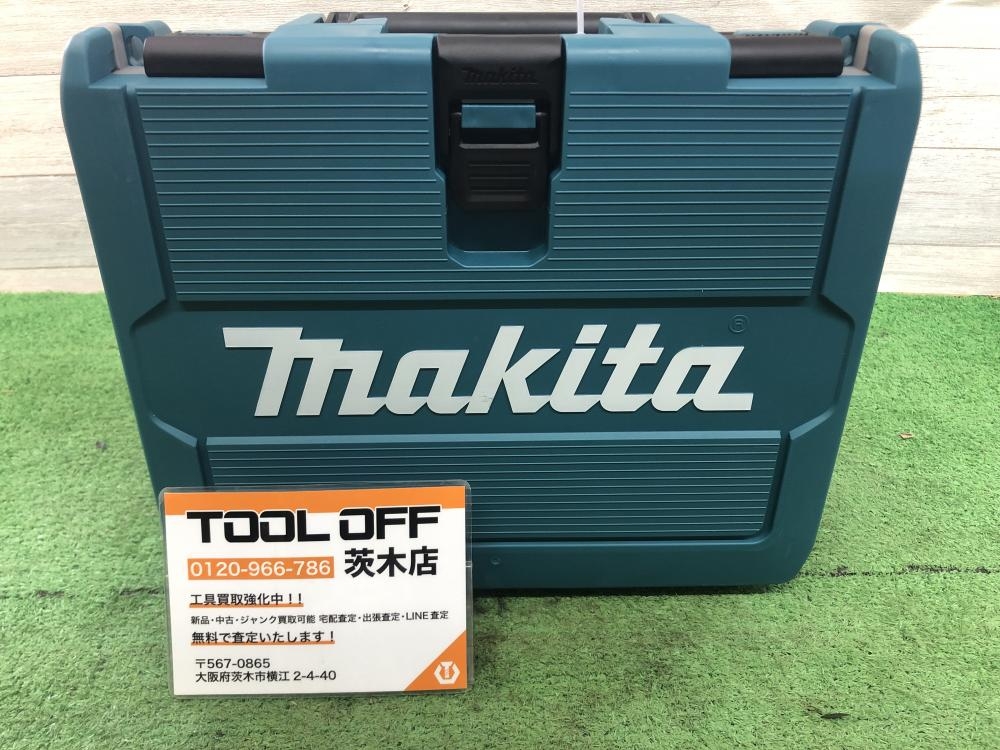 makita
makita®
TOOL OFF
0120-966-786 茨木店
工具買取強化中!!
新品・中古・ジャンク買取可能 宅配査定・出張査定・LINE査定
無料で査定いたします!
〒567-0865
大阪府茨木市横江2-4-40